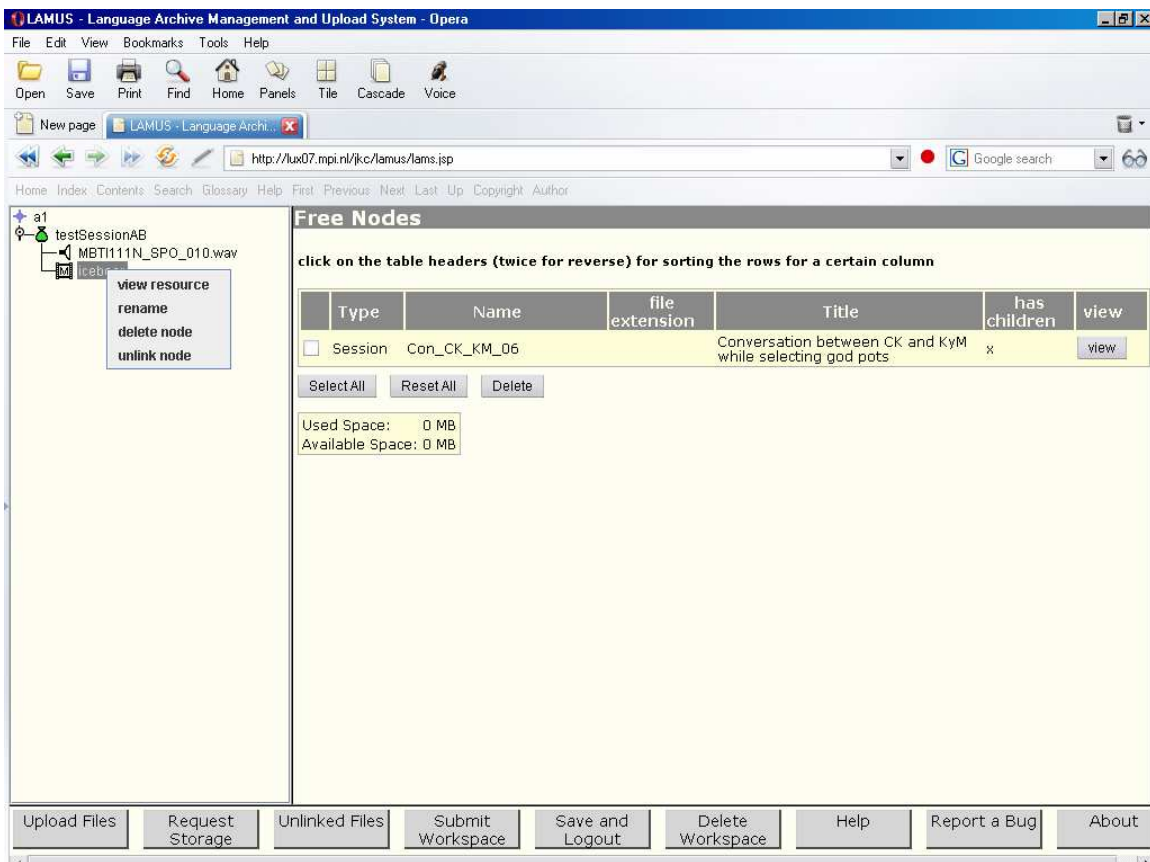 LAMUS - Language Archive Management and Upload System - Opera
File Edit View Bookmarks Tools Help
Open Save Print Find Home Panels Tile Cascade Voice
New page LAMUS - Language Archi...
http://lux07.mpi.nl/jkc/lamus/lams.jsp Google search
Home Index Contents Search Glossary Help First Previous Next Last Up Copyright Author
a1
testSessionAB
MBTI111N_SPO_010.wav
view resource
rename
delete node
unlink node
Free Nodes
click on the table headers (twice for reverse) for sorting the rows for a certain column
Type Name file extension Title has children view
Session Con_CK_KM_06 Conversation between CK and KyM while selecting god pots x view
Select All Reset All Delete
Used Space: 0 MB
Available Space: 0 MB
Upload Files Request Storage Unlinked Files Submit Workspace Save and Logout Delete Workspace Help Report a Bug About